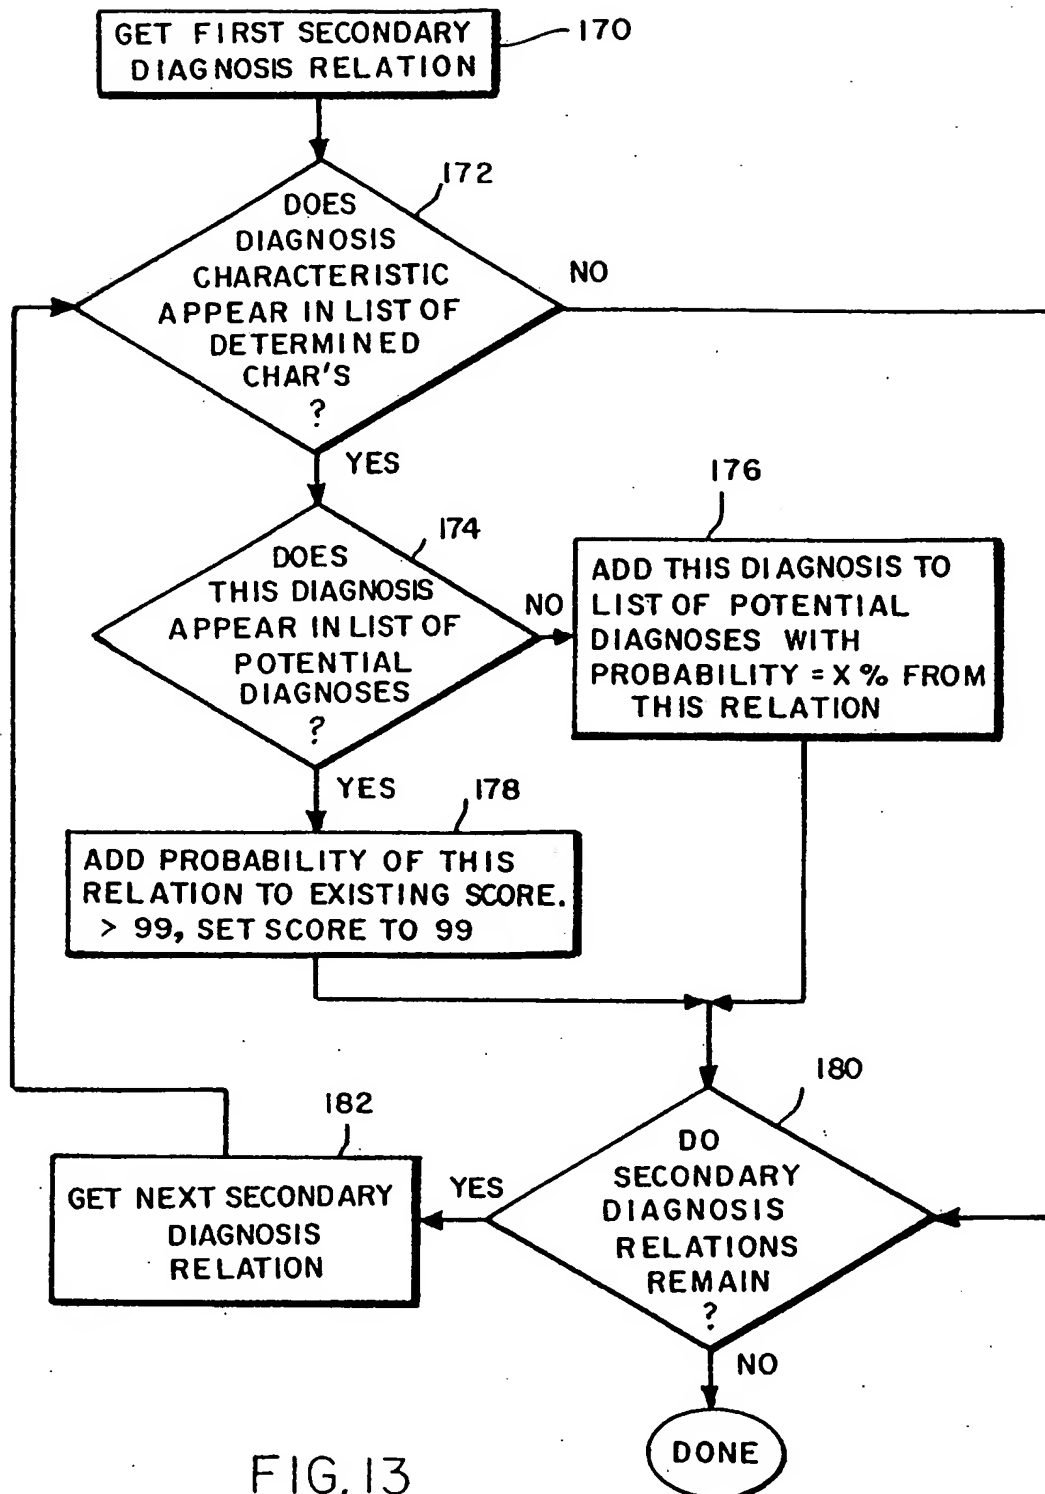 GET FIRST SECONDARY
DIAGNOSIS RELATION
170
172
DOES
DIAGNOSIS
CHARACTERISTIC
APPEAR IN LIST OF
DETERMINED
CHAR'S
?
NO
YES
174
DOES
THIS DIAGNOSIS
APPEAR IN LIST OF
POTENTIAL
DIAGNOSES
?
NO
YES
176
ADD THIS DIAGNOSIS TO
LIST OF POTENTIAL
DIAGNOSES WITH
PROBABILITY = X % FROM
THIS RELATION
178
ADD PROBABILITY OF THIS
RELATION TO EXISTING SCORE.
> 99, SET SCORE TO 99
180
DO
SECONDARY
DIAGNOSIS
RELATIONS
REMAIN
?
YES
NO
182
GET NEXT SECONDARY
DIAGNOSIS
RELATION
DONE
FIG. 13